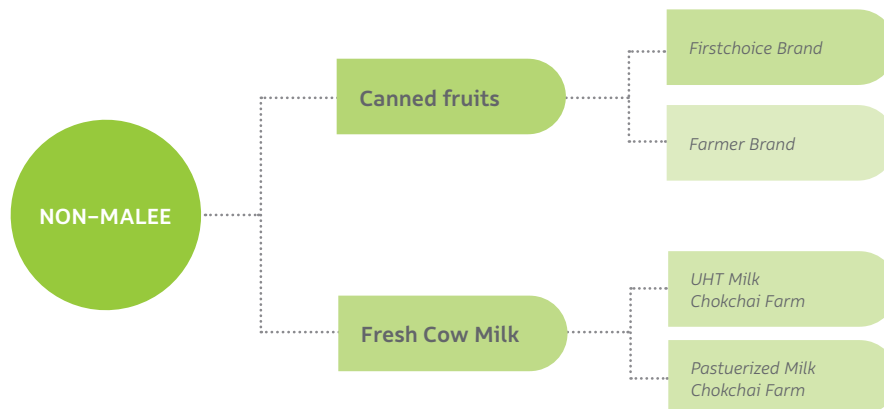 NON-MALEE
Canned fruits
Firstchoice Brand
Farmer Brand
Fresh Cow Milk
UHT Milk
Chokchai Farm
Pastuerized Milk
Chokchai Farm